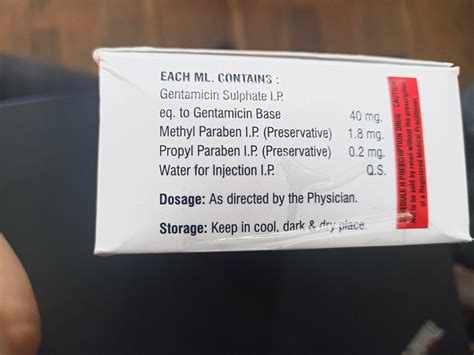 EACH ML. CONTAINS :
Gentamicin Sulphate I.P.
eq. to Gentamicin Base 40 mg.
Methyl Paraben I.P. (Preservative) 1.8 mg.
Propyl Paraben I.P. (Preservative) 0.2 mg.
Water for Injection I.P. Q.S.
Dosage: As directed by the Physician.
Storage: Keep in cool, dark & dry place.
SCHEDULE H PRESCRIPTION DRUG - CAUTION
Not to be sold by retail without the prescription
of a Registered Medical Practitioner.